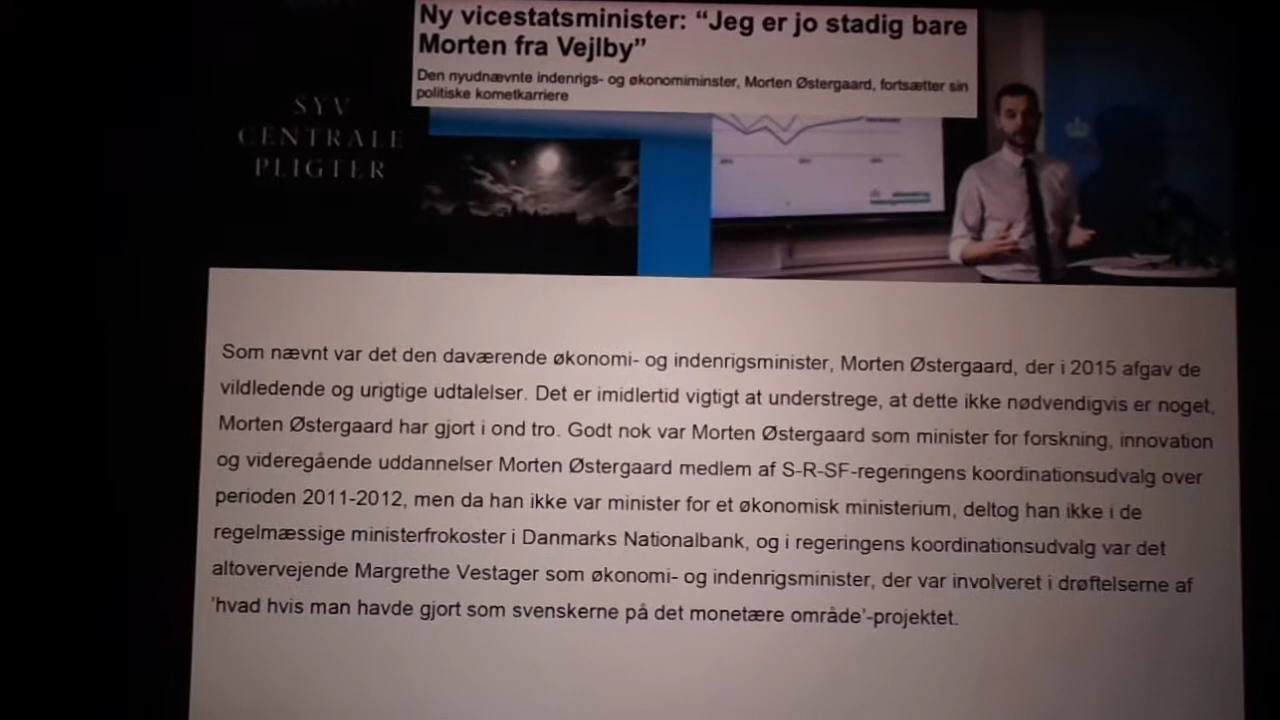 Ny vicestatsminister: “Jeg er jo stadig bare
Morten fra Vejlby”
Den nyudnævnte indenrigs- og økonomiminster, Morten Østergaard, fortsætter sin
politiske kometkarriere
SYV
CENTRALE
PLIGTER
Som nævnt var det den daværende økonomi- og indenrigsminister, Morten Østergaard, der i 2015 afgav de
vildledende og urigtige udtalelser. Det er imidlertid vigtigt at understrege, at dette ikke nødvendigvis er noget,
Morten Østergaard har gjort i ond tro. Godt nok var Morten Østergaard som minister for forskning, innovation
og videregående uddannelser Morten Østergaard medlem af S-R-SF-regeringens koordinationsudvalg over
perioden 2011-2012, men da han ikke var minister for et økonomisk ministerium, deltog han ikke i de
regelmæssige ministerfrokoster i Danmarks Nationalbank, og i regeringens koordinationsudvalg var det
altovervejende Margrethe Vestager som økonomi- og indenrigsminister, der var involveret i drøftelserne af
’hvad hvis man havde gjort som svenskerne på det monetære område’-projektet.